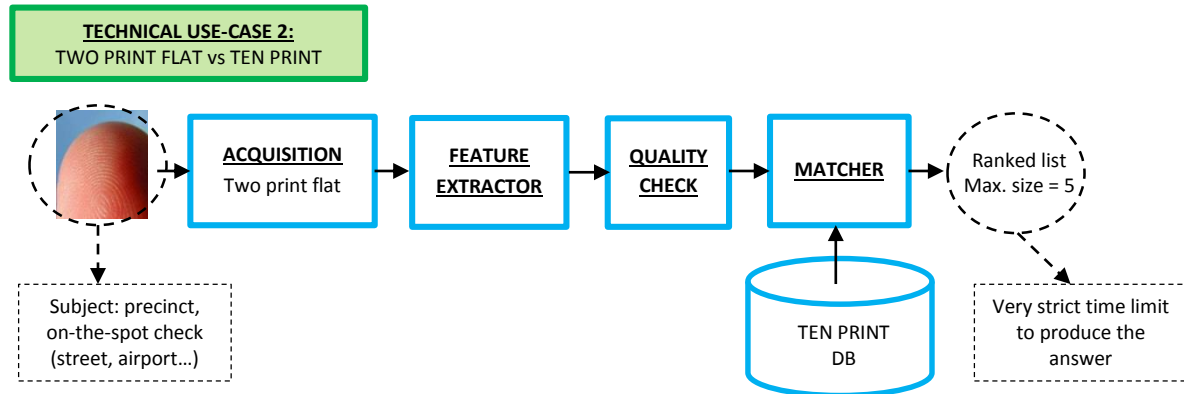 TECHNICAL USE-CASE 2:
TWO PRINT FLAT vs TEN PRINT
ACQUISITION
Two print flat
FEATURE
EXTRACTOR
QUALITY
CHECK
MATCHER
Ranked list
Max. size = 5
Subject: precinct,
on-the-spot check
(street, airport…)
TEN PRINT
DB
Very strict time limit
to produce the
answer